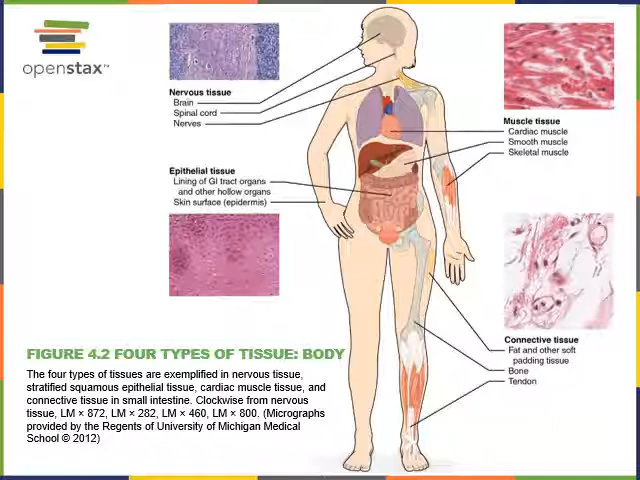 openstax™
Nervous tissue
Brain
Spinal cord
Nerves
Epithelial tissue
Lining of GI tract organs
and other hollow organs
Skin surface (epidermis)
Muscle tissue
Cardiac muscle
Smooth muscle
Skeletal muscle
Connective tissue
Fat and other soft
padding tissue
Bone
Tendon
FIGURE 4.2 FOUR TYPES OF TISSUE: BODY
The four types of tissues are exemplified in nervous tissue,
stratified squamous epithelial tissue, cardiac muscle tissue, and
connective tissue in small intestine. Clockwise from nervous
tissue, LM × 872, LM × 282, LM × 460, LM × 800. (Micrographs
provided by the Regents of University of Michigan Medical
School © 2012)